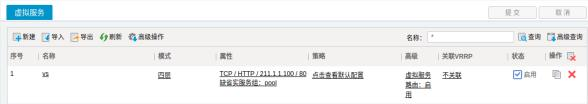 虚拟服务
提交 取消
新建 导入 导出 刷新 高级操作 名称: * 查询 高级查询
序号 名称 模式 属性 策略 高级 关联VRRP 状态 操作
1 vs 四层 TCP / HTTP / 211.1.1.100 / 80 点击查看默认配置 虚拟服务 不关联 启用
缺省实服务组: pool 路由: 启
用